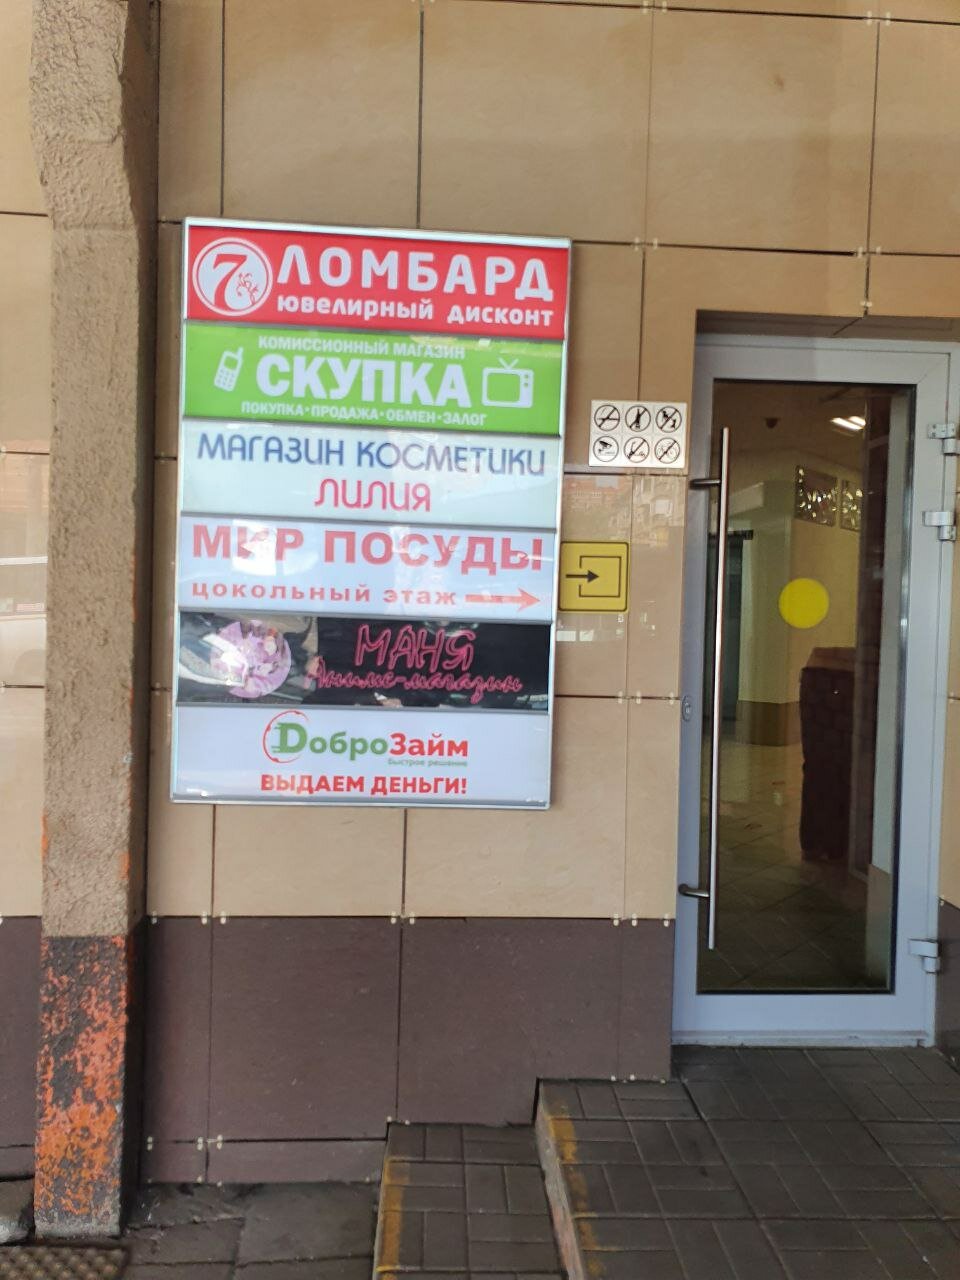 7
ЛОМБАРД
ювелирный дисконт
КОМИССИОННЫЙ МАГАЗИН
СКУПКА
ПОКУПКА•ПРОДАЖА•ОБМЕН•ЗАЛОГ
МАГАЗИН КОСМЕТИКИ
ЛИЛИЯ
МИР ПОСУДЫ
цокольный этаж
МАНЯ
Аниме-магазин
ДоброЗайм
быстрое решение
ВЫДАЕМ ДЕНЬГИ!